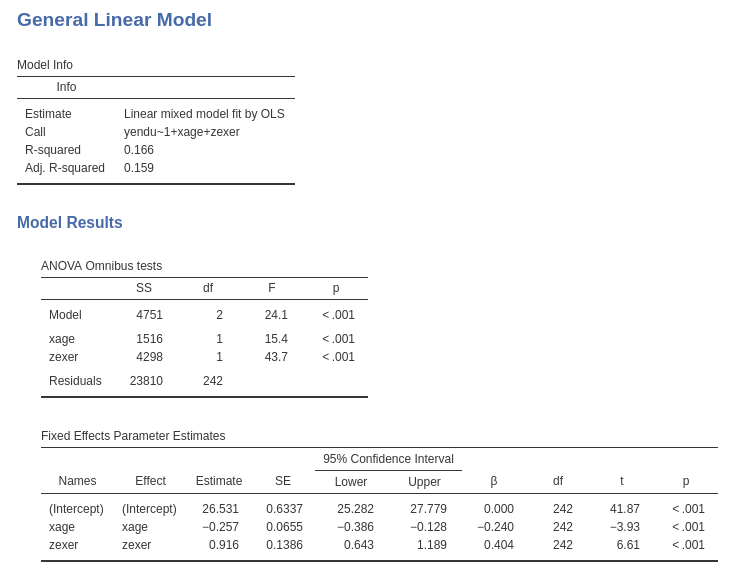 General Linear Model
Model Info
Info
Estimate Linear mixed model fit by OLS
Call yendu~1+xage+zexer
R-squared 0.166
Adj. R-squared 0.159
Model Results
ANOVA Omnibus tests
SS df F p
Model 4751 2 24.1 < .001
xage 1516 1 15.4 < .001
zexer 4298 1 43.7 < .001
Residuals 23810 242
Fixed Effects Parameter Estimates
95% Confidence Interval
Names Effect Estimate SE Lower Upper β df t p
(Intercept) (Intercept) 26.531 0.6337 25.282 27.779 0.000 242 41.87 < .001
xage xage −0.257 0.0655 −0.386 −0.128 −0.240 242 −3.93 < .001
zexer zexer 0.916 0.1386 0.643 1.189 0.404 242 6.61 < .001